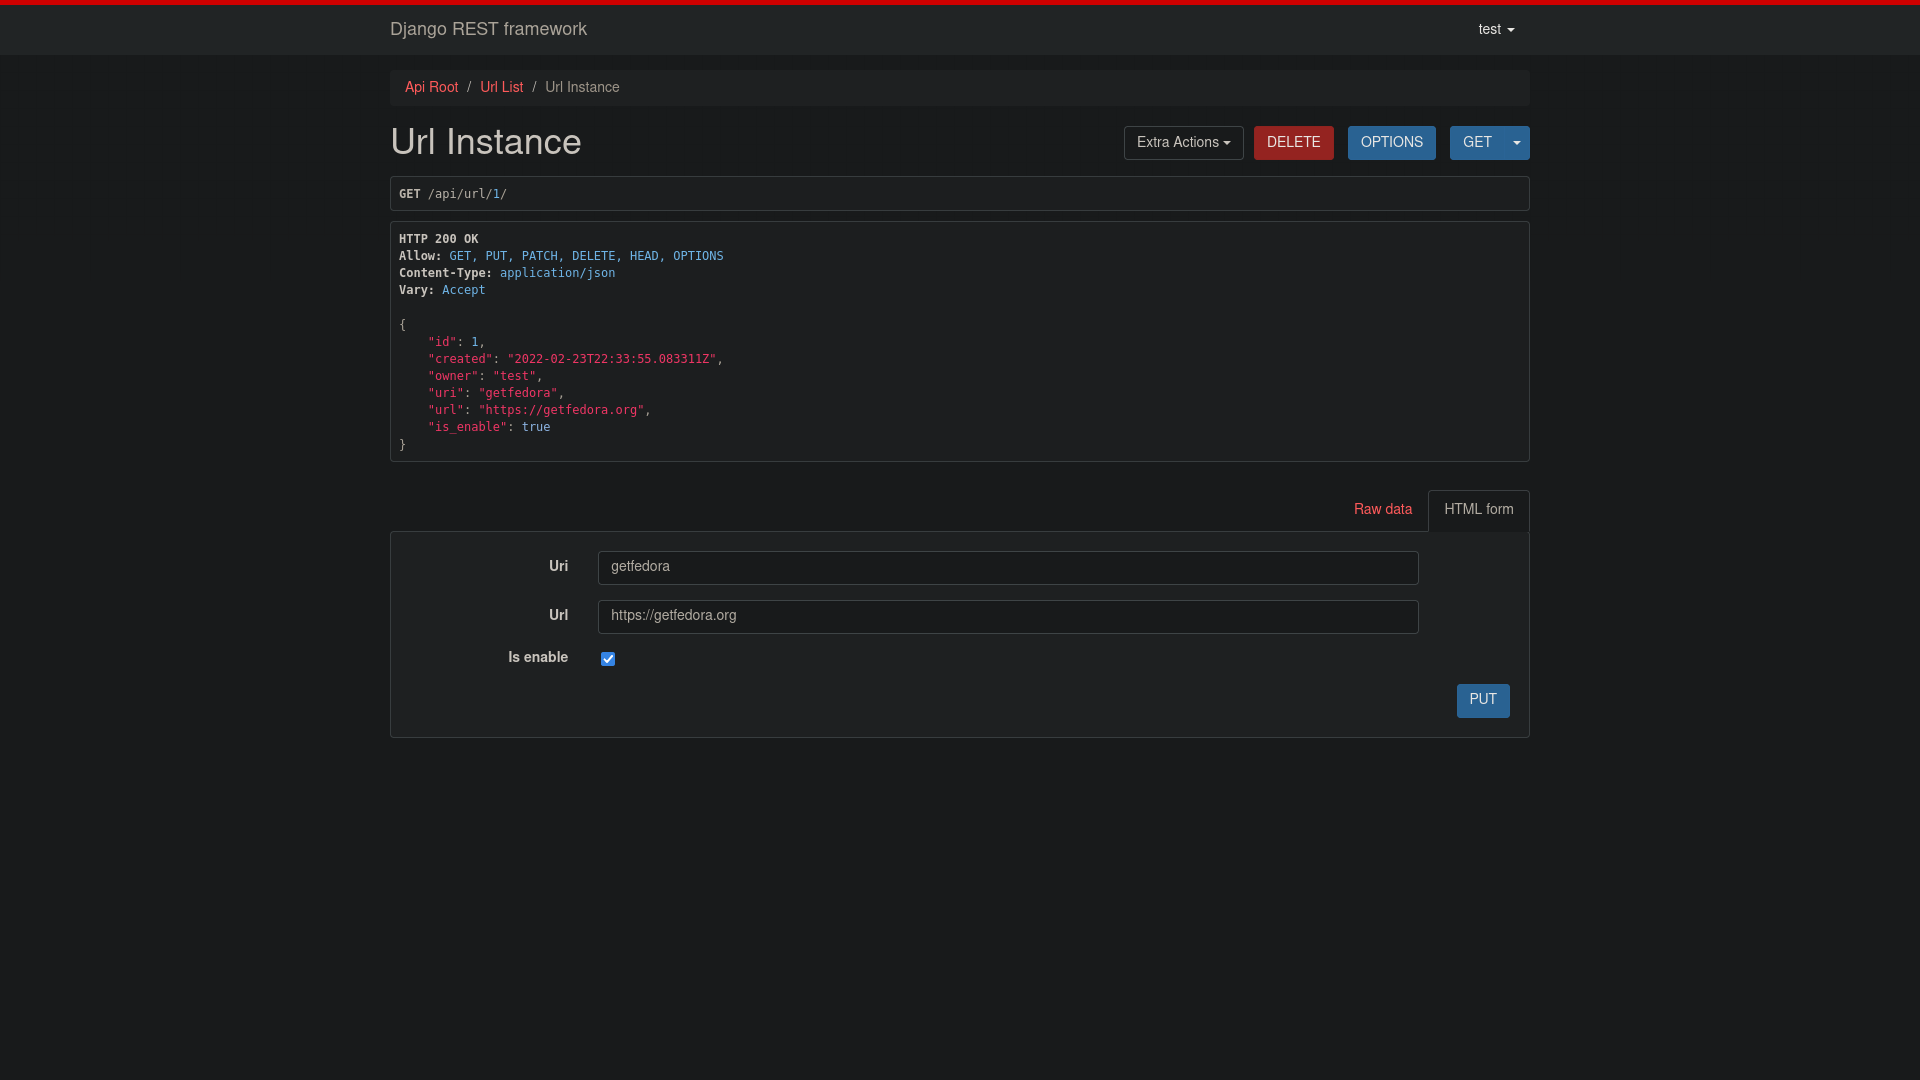 Django REST framework
test
Api Root / Url List / Url Instance
Url Instance
Extra Actions
DELETE
OPTIONS
GET
GET /api/url/1/
HTTP 200 OK
Allow: GET, PUT, PATCH, DELETE, HEAD, OPTIONS
Content-Type: application/json
Vary: Accept
{
    "id": 1,
    "created": "2022-02-23T22:33:55.083311Z",
    "owner": "test",
    "uri": "getfedora",
    "url": "https://getfedora.org",
    "is_enable": true
}
Raw data
HTML form
Uri
getfedora
Url
https://getfedora.org
Is enable
PUT